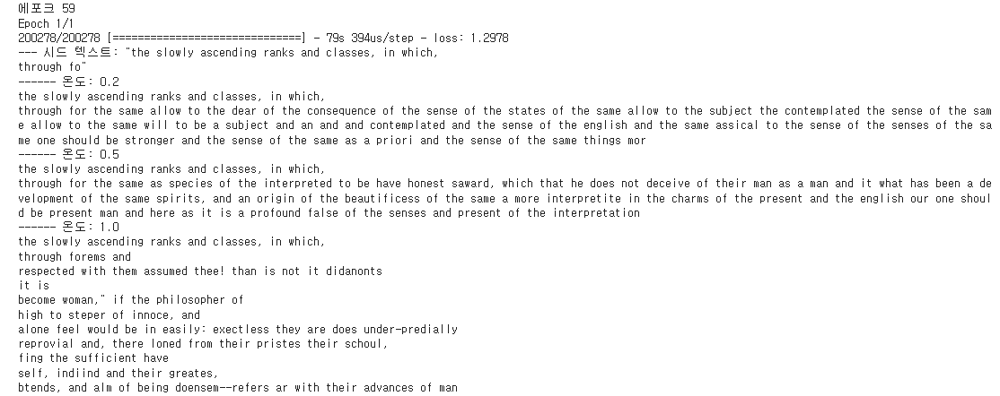 에포크 59
Epoch 1/1
200278/200278 [==============================] - 79s 394us/step - loss: 1.2978
--- 시드 텍스트: "the slowly ascending ranks and classes, in which,
through fo"
------ 온도: 0.2
the slowly ascending ranks and classes, in which,
through for the same allow to the dear of the consequence of the sense of the states of the same allow to the subject the contemplated the sense of the sam
e allow to the same will to be a subject and an and and contemplated and the sense of the english and the same assical to the sense of the senses of the sa
me one should be stronger and the sense of the same as a priori and the sense of the same things mor
------ 온도: 0.5
the slowly ascending ranks and classes, in which,
through for the same as species of the interpreted to be have honest saward, which that he does not deceive of their man as a man and it what has been a de
velopment of the same spirits, and an origin of the beautificess of the same a more interpretite in the charms of the present and the english our one shoul
d be present man and here as it is a profound false of the senses and present of the interpretation
------ 온도: 1.0
the slowly ascending ranks and classes, in which,
through forems and
respected with them assumed thee! than is not it didanonts
it is
become woman," if the philosopher of
high to steper of innoce, and
alone feel would be in easily: exectless they are does under-predially
reprovial and, there loned from their pristes their schoul,
fing the sufficient have
self, indiind and their greates,
btends, and alm of being doensem--refers ar with their advances of man